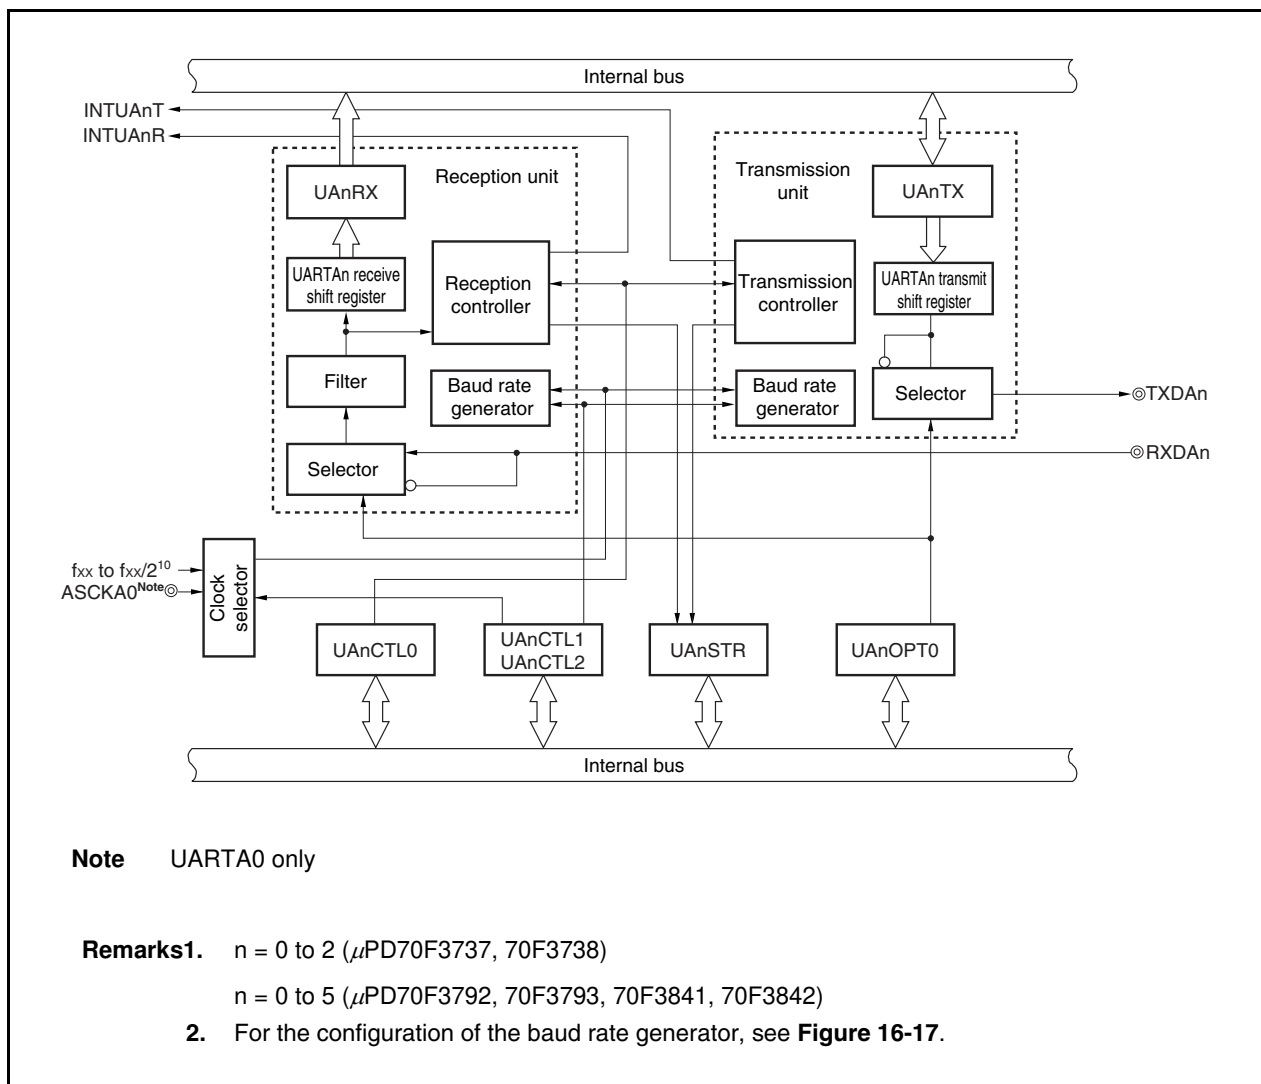 Internal bus
INTUAnT
INTUAnR
Reception unit
Transmission
unit
UAnRX
UAnTX
UARTAn receive
shift register
Reception
controller
Transmission
controller
UARTAn transmit
shift register
Filter
Baud rate
generator
Baud rate
generator
Selector
TXDAn
Selector
RXDAn
fxx to fxx/2¹⁰
ASCKA0Note
Clock
selector
UAnCTL0
UAnCTL1
UAnCTL2
UAnSTR
UAnOPT0
Internal bus
Note UARTA0 only
Remarks1. n = 0 to 2 (μPD70F3737, 70F3738)
n = 0 to 5 (μPD70F3792, 70F3793, 70F3841, 70F3842)
2. For the configuration of the baud rate generator, see Figure 16-17.